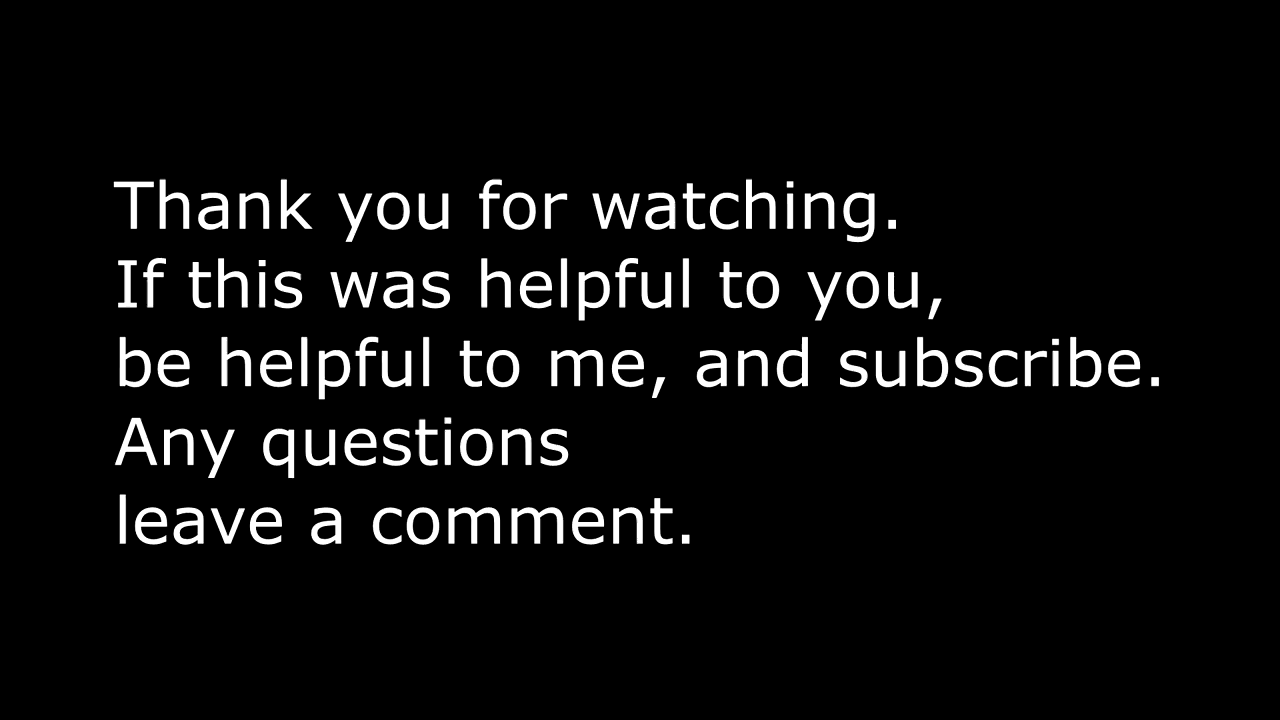 Thank you for watching.
If this was helpful to you,
be helpful to me, and subscribe.
Any questions
leave a comment.